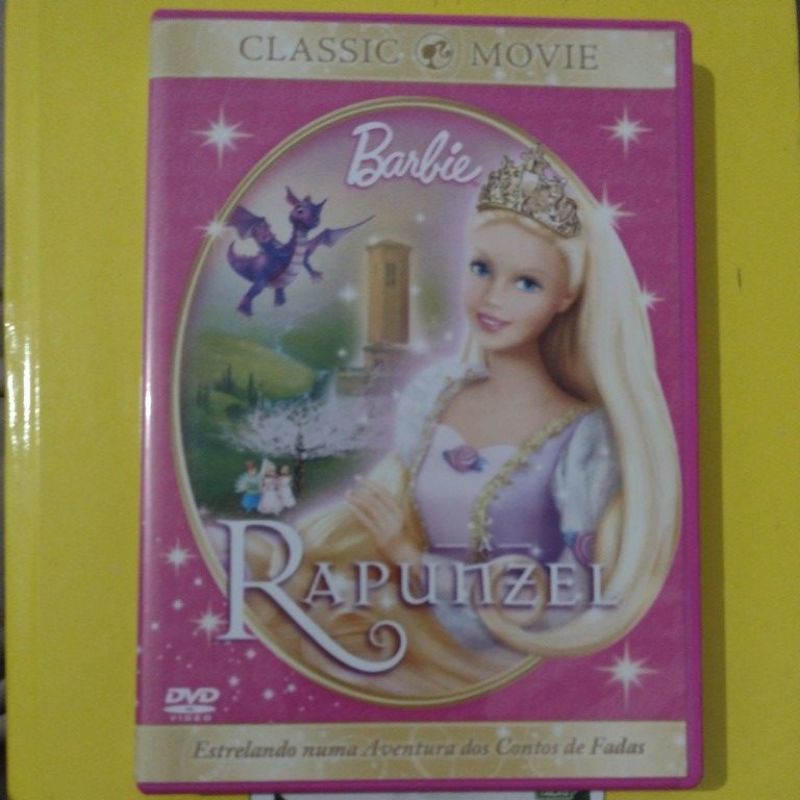 CLASSIC MOVIE
Barbie
RAPUNZEL
DVD
VIDEO
Estrelando numa Aventura dos Contos de Fadas